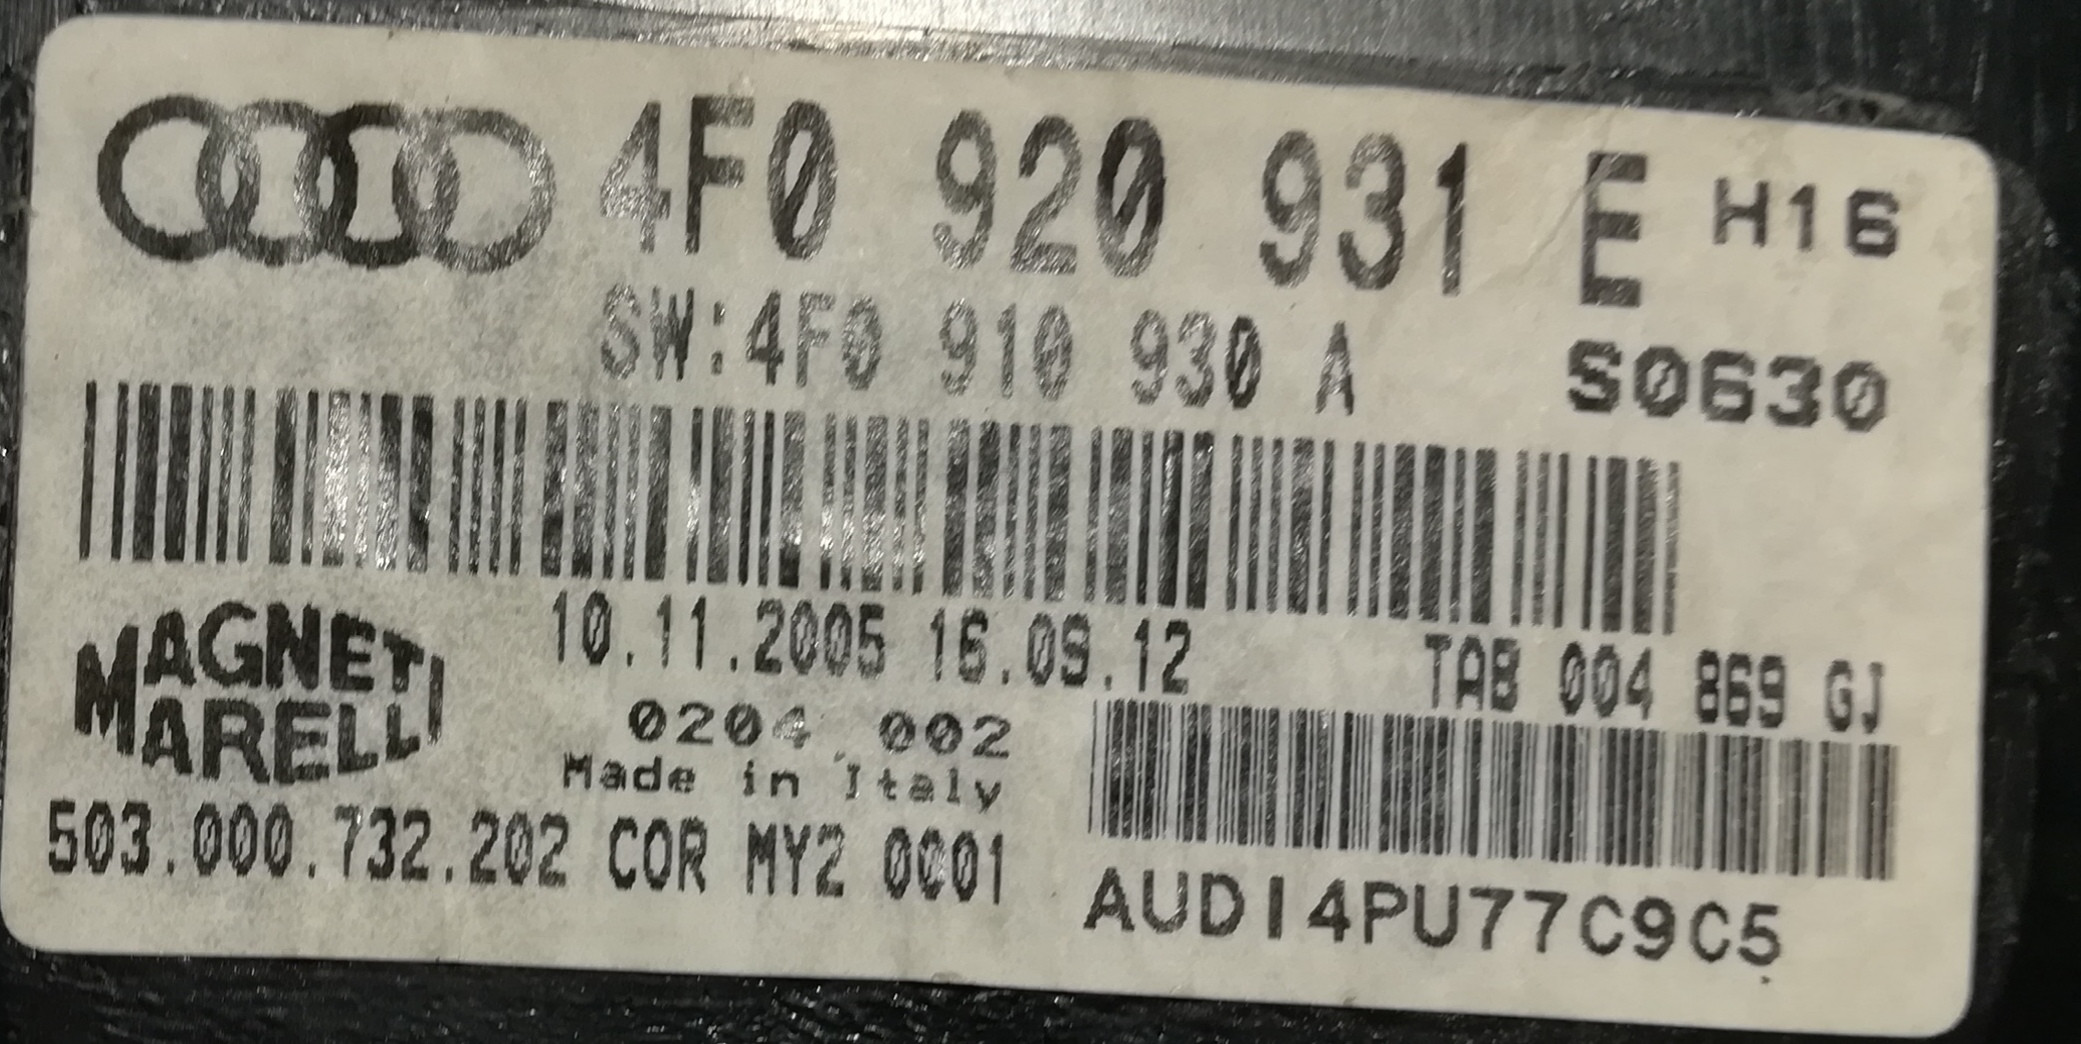 4F0 920 931 E H16
SW:4F0 910 930 A S0630
10.11.2005 16.09.12
TAB 004 869 GJ
MAGNETI
MARELLI
0204 002
Made in Italy
503.000.732.202 COR MY2 0001
AUDI4PU77C9C5